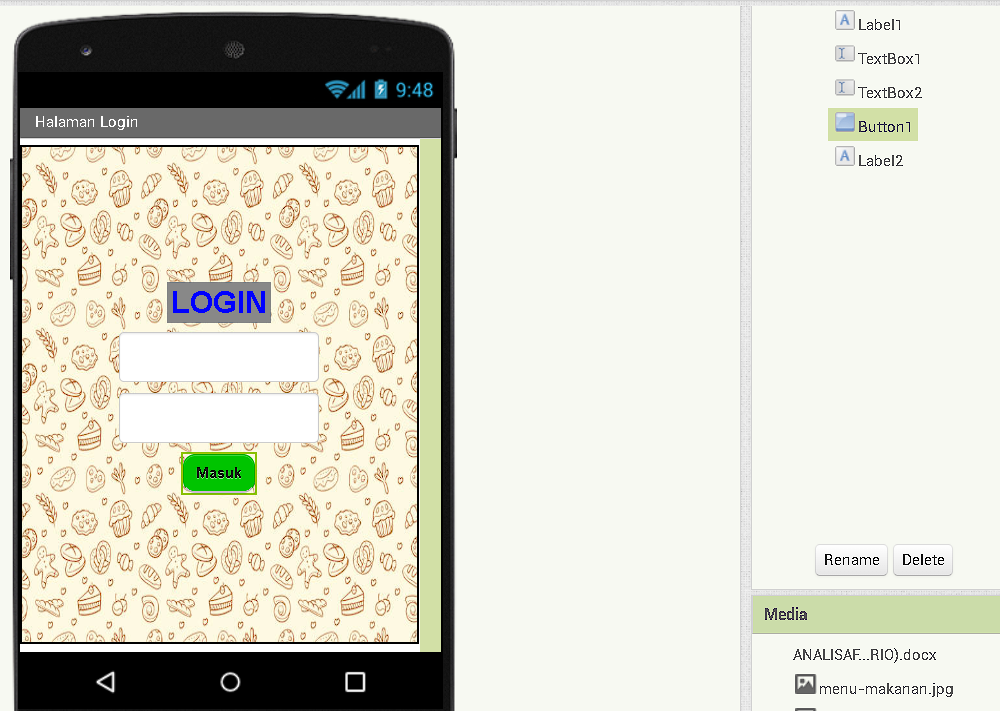 9:48
Halaman Login
LOGIN
Masuk
Label1
TextBox1
TextBox2
Button1
Label2
Rename
Delete
Media
ANALISAF...RIO).docx
menu-makanan.jpg